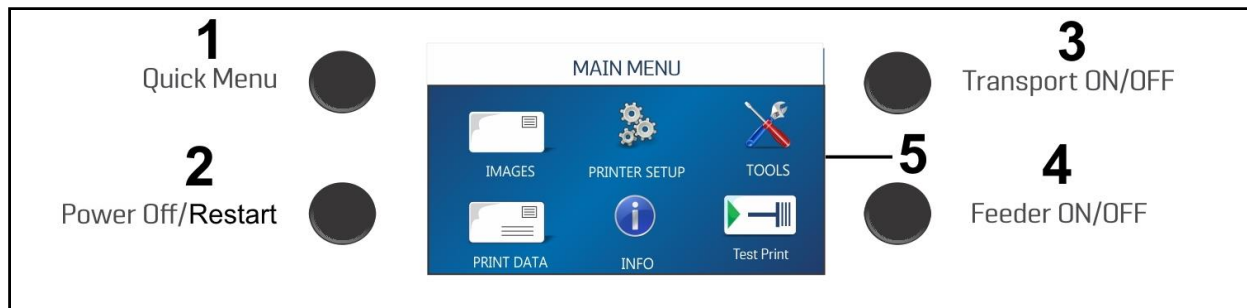 1
Quick Menu
2
Power Off/Restart
MAIN MENU
IMAGES
PRINTER SETUP
TOOLS
PRINT DATA
INFO
Test Print
3
Transport ON/OFF
5
4
Feeder ON/OFF